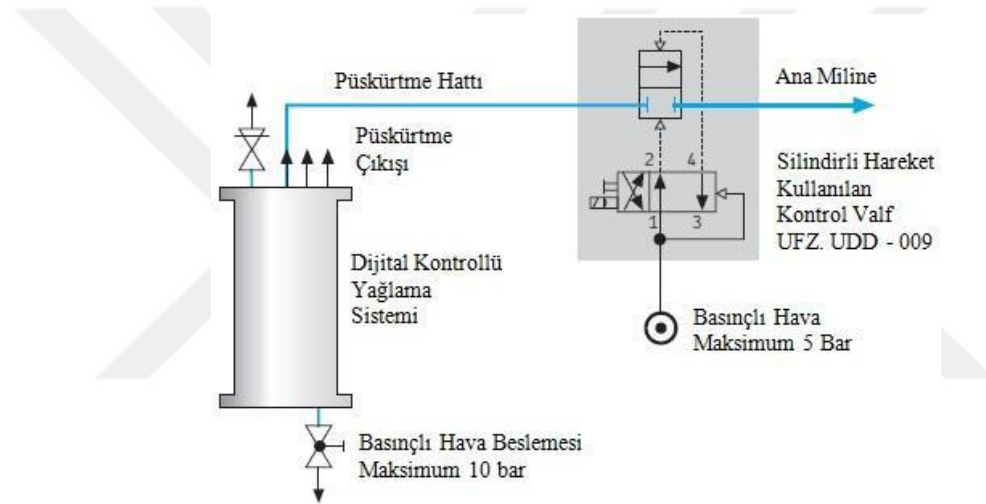 Püskürtme Hattı
Ana Miline
Püskürtme
Çıkışı
2 4
1 3
Silindirli Hareket
Kullanılan
Kontrol Valf
UFZ. UDD - 009
Dijital Kontrollü
Yağlama
Sistemi
Basınçlı Hava
Maksimum 5 Bar
Basınçlı Hava Beslemesi
Maksimum 10 bar